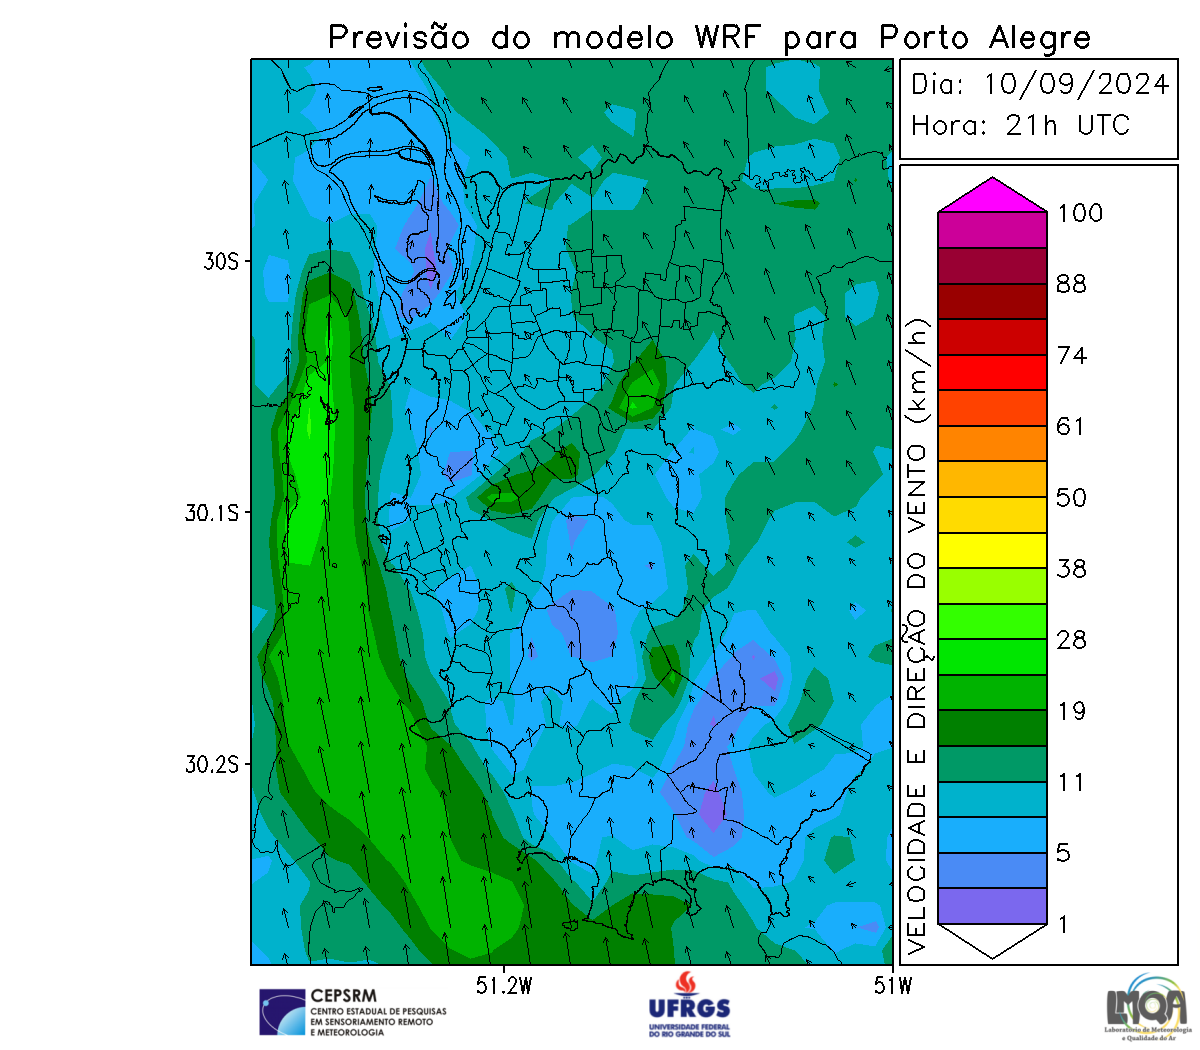 Previsão do modelo WRF para Porto Alegre
Dia: 10/09/2024
Hora: 21h UTC
30S
30.1S
30.2S
51.2W
51W
VELOCIDADE E DIREÇÃO DO VENTO (km/h)
100
88
74
61
50
38
28
19
11
5
1
CEPSRM
CENTRO ESTADUAL DE PESQUISAS
EM SENSORIAMENTO REMOTO
E METEOROLOGIA
UFRGS
UNIVERSIDADE FEDERAL
DO RIO GRANDE DO SUL
LMQA
Laboratório de Meteorologia
e Qualidade do Ar